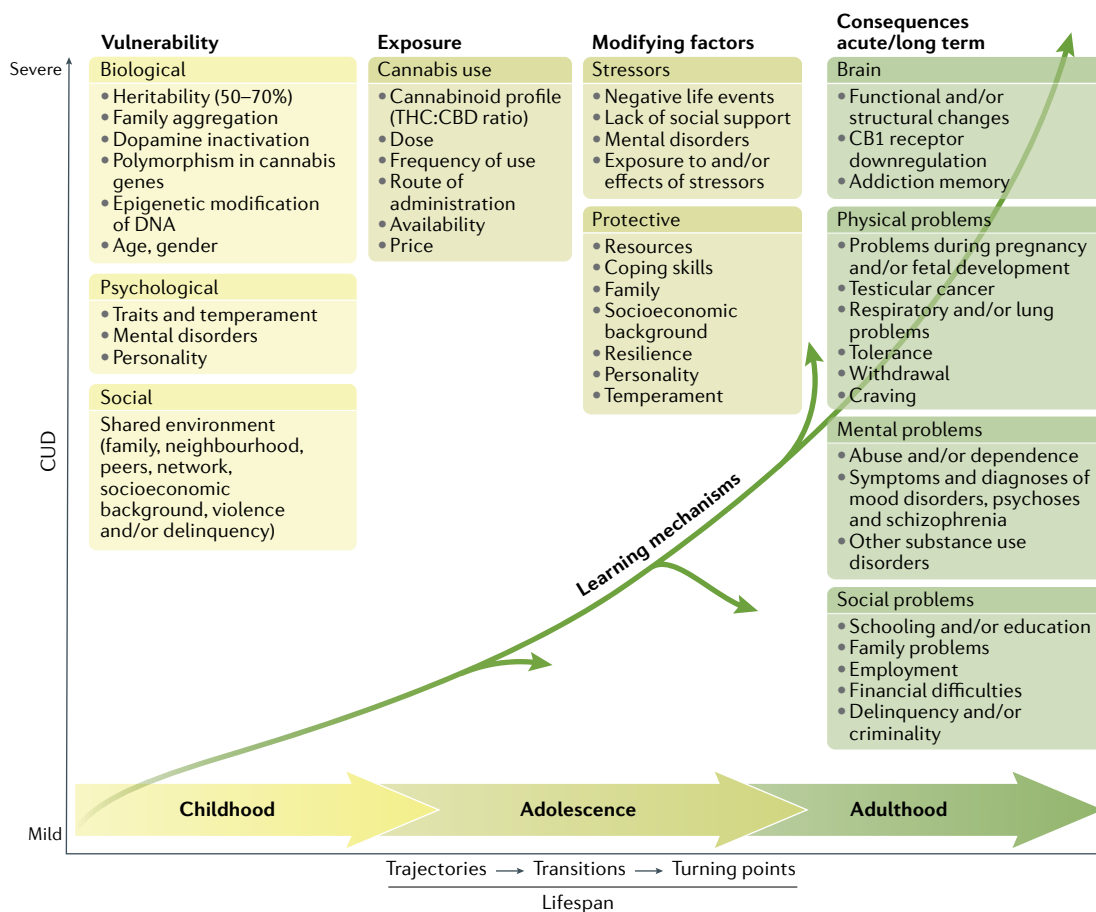 Vulnerability
Severe
Biological
• Heritability (50–70%)
• Family aggregation
• Dopamine inactivation
• Polymorphism in cannabis
genes
• Epigenetic modification
of DNA
• Age, gender
Psychological
• Traits and temperament
• Mental disorders
• Personality
Social
Shared environment
(family, neighbourhood,
peers, network,
socioeconomic
background, violence
and/or delinquency)
Exposure
Cannabis use
• Cannabinoid profile
(THC:CBD ratio)
• Dose
• Frequency of use
• Route of
administration
• Availability
• Price
Modifying factors
Stressors
• Negative life events
• Lack of social support
• Mental disorders
• Exposure to and/or
effects of stressors
Protective
• Resources
• Coping skills
• Family
• Socioeconomic
background
• Resilience
• Personality
• Temperament
Consequences
acute/long term
Brain
• Functional and/or
structural changes
• CB1 receptor
downregulation
• Addiction memory
Physical problems
• Problems during pregnancy
and/or fetal development
• Testicular cancer
• Respiratory and/or lung
problems
• Tolerance
• Withdrawal
• Craving
Mental problems
• Abuse and/or dependence
• Symptoms and diagnoses of
mood disorders, psychoses
and schizophrenia
• Other substance use
disorders
Social problems
• Schooling and/or education
• Family problems
• Employment
• Financial difficulties
• Delinquency and/or
criminality
CUD
Learning mechanisms
Childhood
Adolescence
Adulthood
Mild
Trajectories → Transitions → Turning points
Lifespan